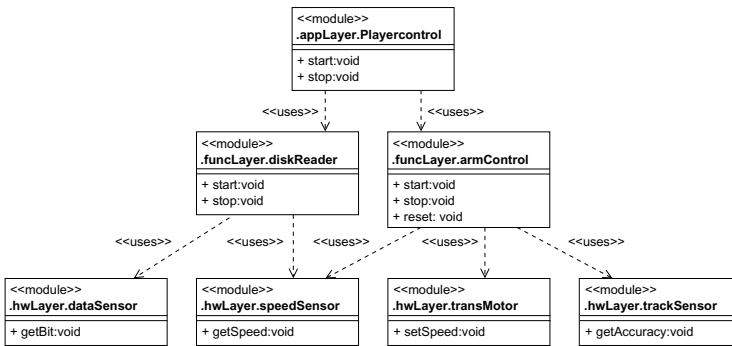 <<module>>
.appLayer.Playercontrol
+ start:void
+ stop:void
<<uses>>
<<uses>>
<<module>>
.funcLayer.diskReader
+ start:void
+ stop:void
<<module>>
.funcLayer.armControl
+ start:void
+ stop:void
+ reset: void
<<uses>>
<<uses>>
<<uses>>
<<uses>>
<<uses>>
<<module>>
.hwLayer.dataSensor
+ getBit:void
<<module>>
.hwLayer.speedSensor
+ getSpeed:void
<<module>>
.hwLayer.transMotor
+ setSpeed:void
<<module>>
.hwLayer.trackSensor
+ getAccuracy:void